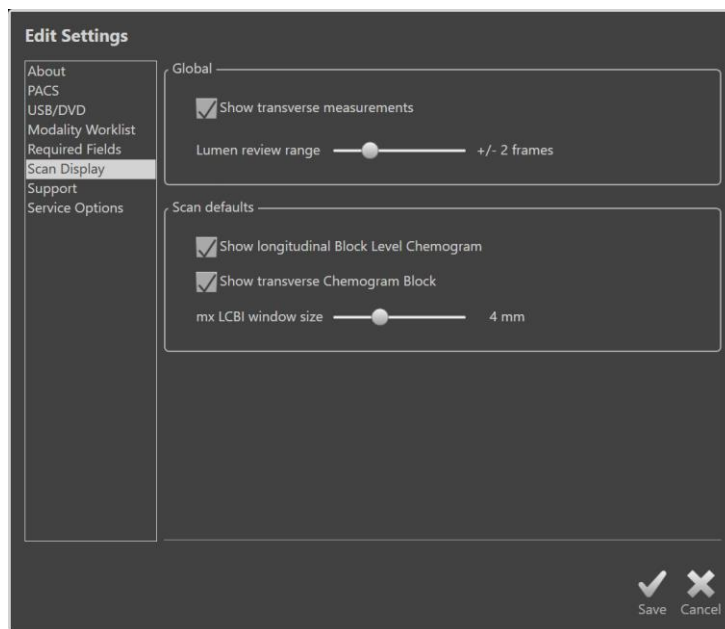 Edit Settings
About
PACS
USB/DVD
Modality Worklist
Required Fields
Scan Display
Support
Service Options
Global
Show transverse measurements
Lumen review range +/- 2 frames
Scan defaults
Show longitudinal Block Level Chemogram
Show transverse Chemogram Block
mx LCBI window size 4 mm
Save Cancel